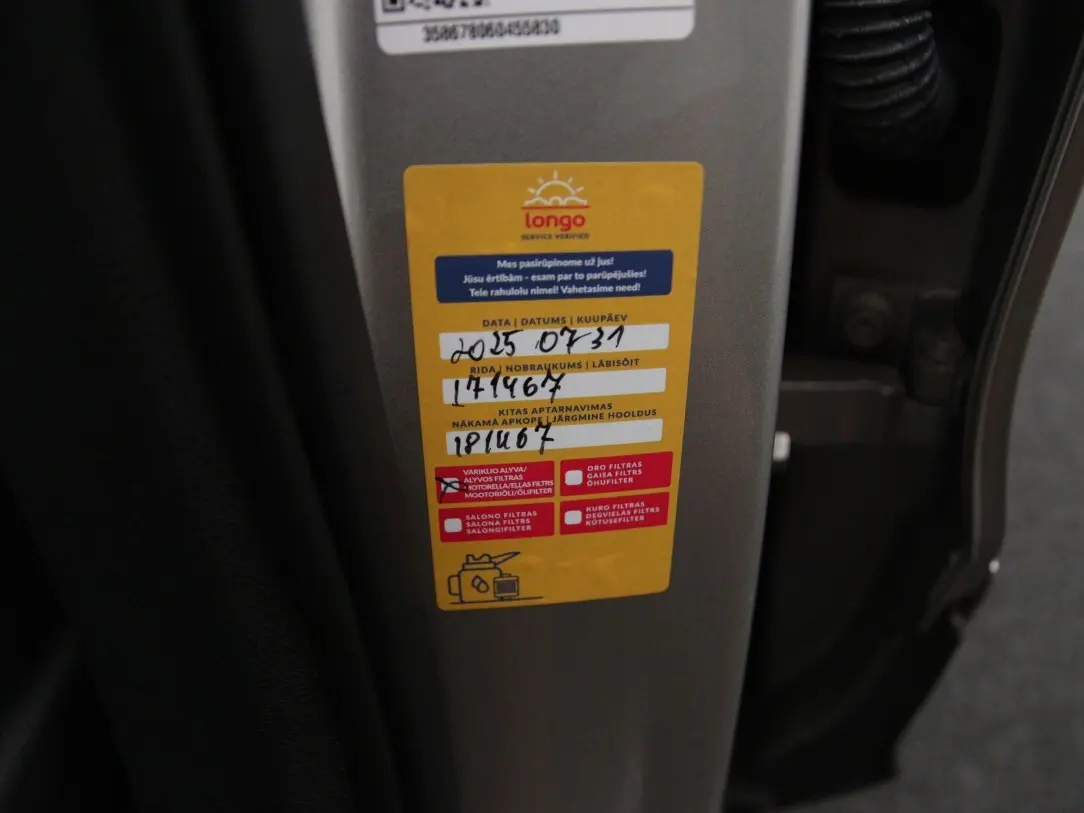 358678060455830
longo
SERVICE VERIFIED
Mes pasirūpinome už jus!
Jūsu ērtībām - esam par to parūpējušies!
Teie rahulolu nimel! Vahetasime need!
DATA | DATUMS | KUUPÄEV
2025 07 31
RIDA | NOBRAUKUMS | LÄBISÕIT
171467
KITAS APTARNAVIMAS
NĀKAMĀ APKOPE | JÄRGMINE HOOLDUS
181467
VARIKLIO ALYVA/
ALYVOS FILTRAS
MOTOREĻĻA/EĻĻAS FILTRS
MOOTORIÕLI/ÕLIFILTER
ORO FILTRAS
GAISA FILTRS
ÕHUFILTER
SALONO FILTRAS
SALONA FILTRS
SALONGIFILTER
KURO FILTRAS
DEGVIELAS FILTRS
KÜTUSEFILTER